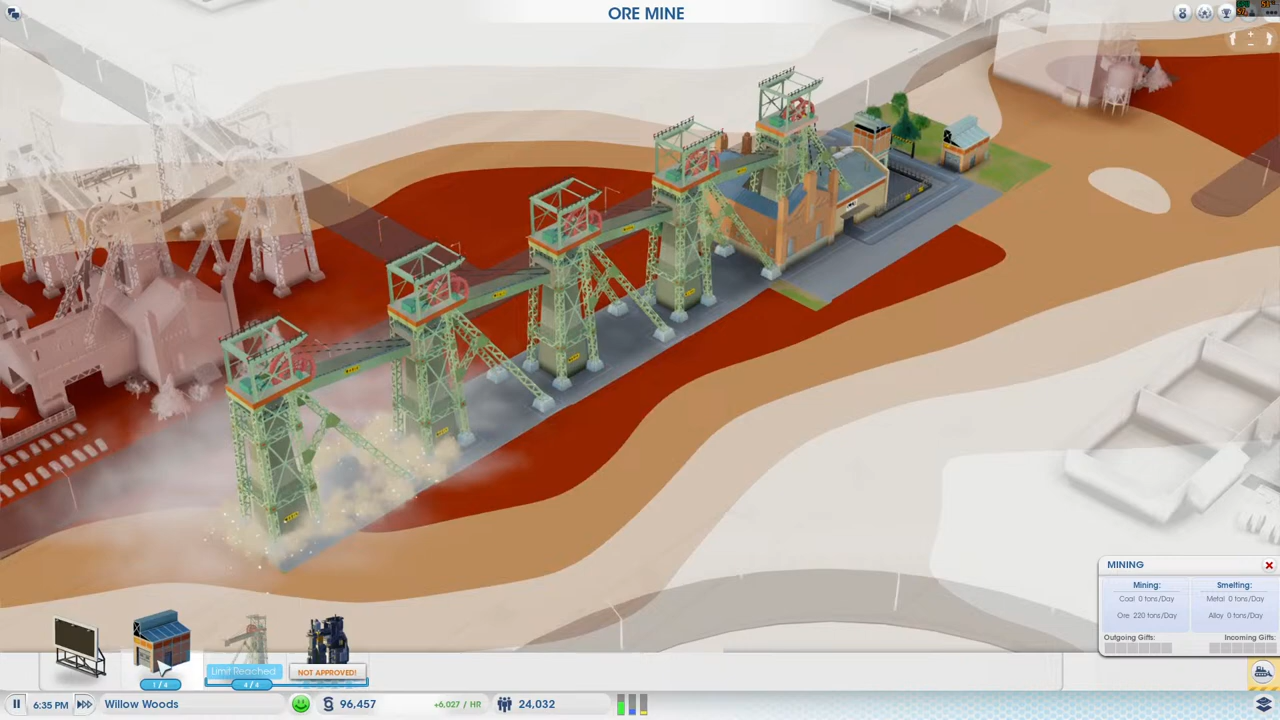 ORE MINE
MINING
Mining:
Smelting:
Coal 0 tons/Day
Metal 0 tons/Day
Ore 220 tons/Day
Alloy 0 tons/Day
Outgoing Gifts:
Incoming Gifts:
Limit Reached
NOT APPROVED!
1 / 4
4 / 4
6:35 PM
Willow Woods
96,457
+6,027 / HR
24,032